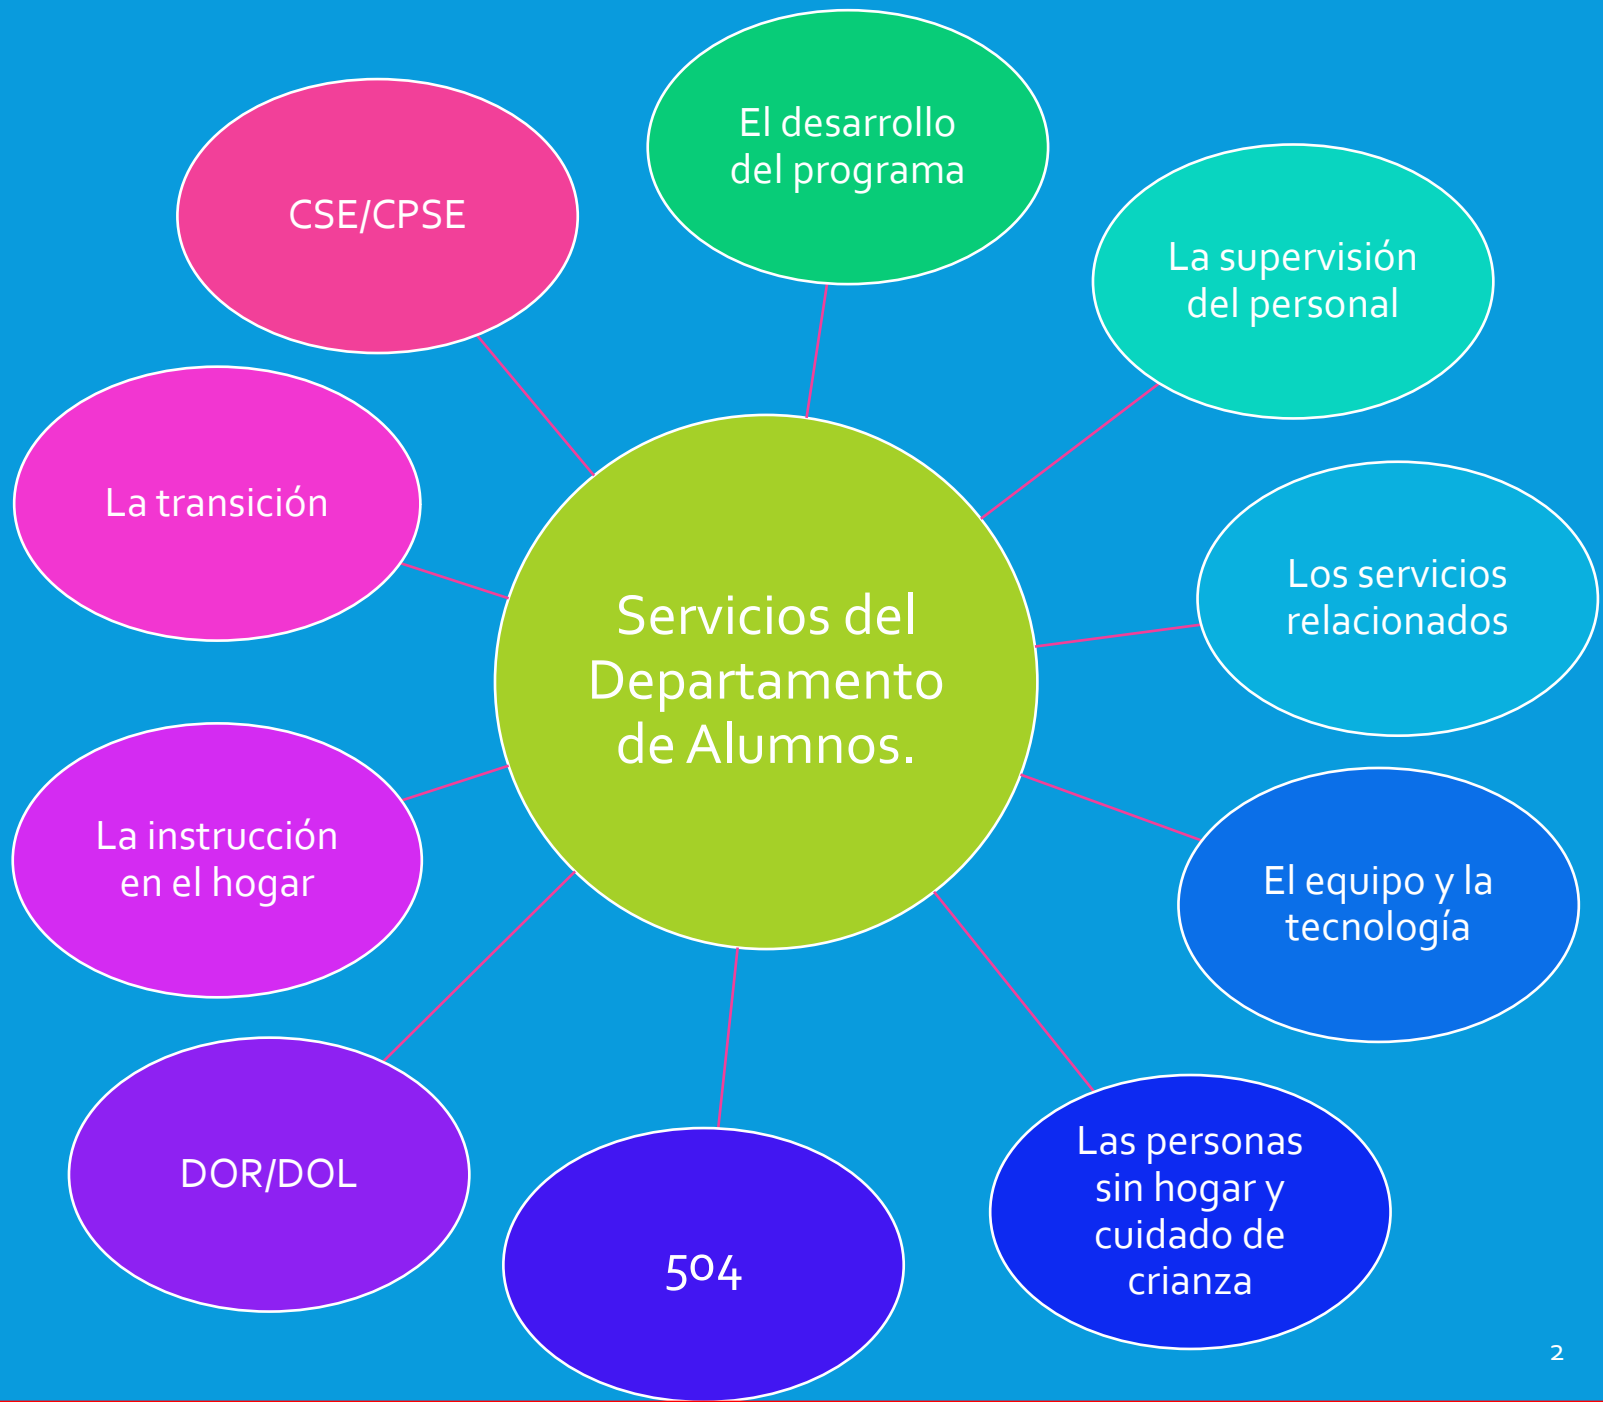 El desarrollo
del programa
CSE/CPSE
La supervisión
del personal
La transición
Los servicios
relacionados
Servicios del
Departamento
de Alumnos.
La instrucción
en el hogar
El equipo y la
tecnología
DOR/DOL
Las personas
sin hogar y
cuidado de
crianza
504
2